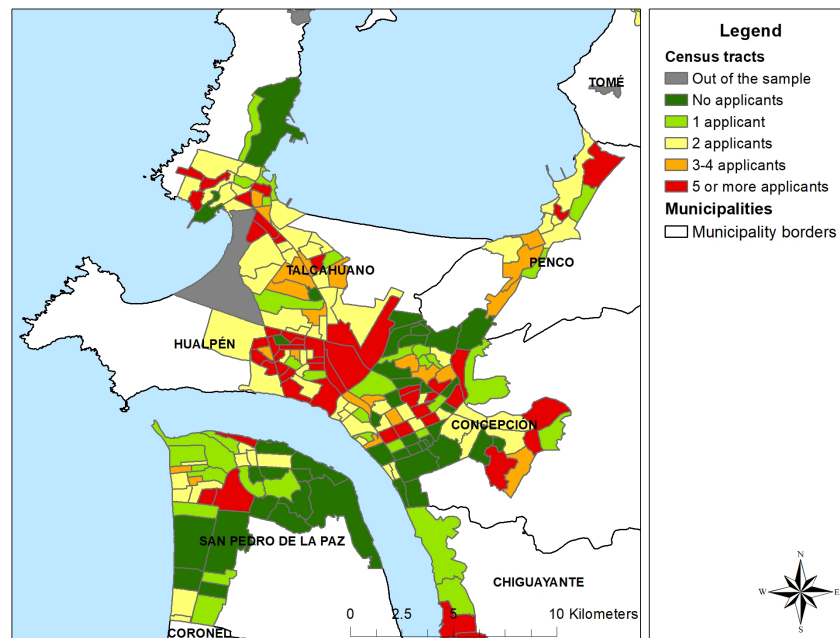 Legend
Census tracts
Out of the sample
No applicants
1 applicant
2 applicants
3-4 applicants
5 or more applicants
Municipalities
Municipality borders
TOMÉ
PENCO
TALCAHUANO
HUALPÉN
CONCEPCIÓN
SAN PEDRO DE LA PAZ
CHIGUAYANTE
CORONEL
0 2.5 5 10 Kilometers
N
W E
S